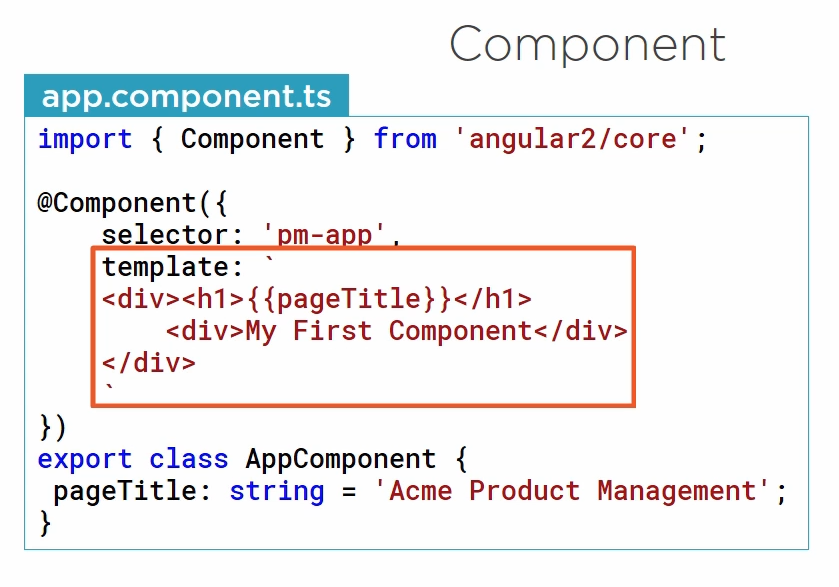 Component
app.component.ts
import { Component } from 'angular2/core';
@Component({
selector: 'pm-app',
template: `
<div><h1>{{pageTitle}}</h1>
<div>My First Component</div>
</div>
`
})
export class AppComponent {
pageTitle: string = 'Acme Product Management';
}